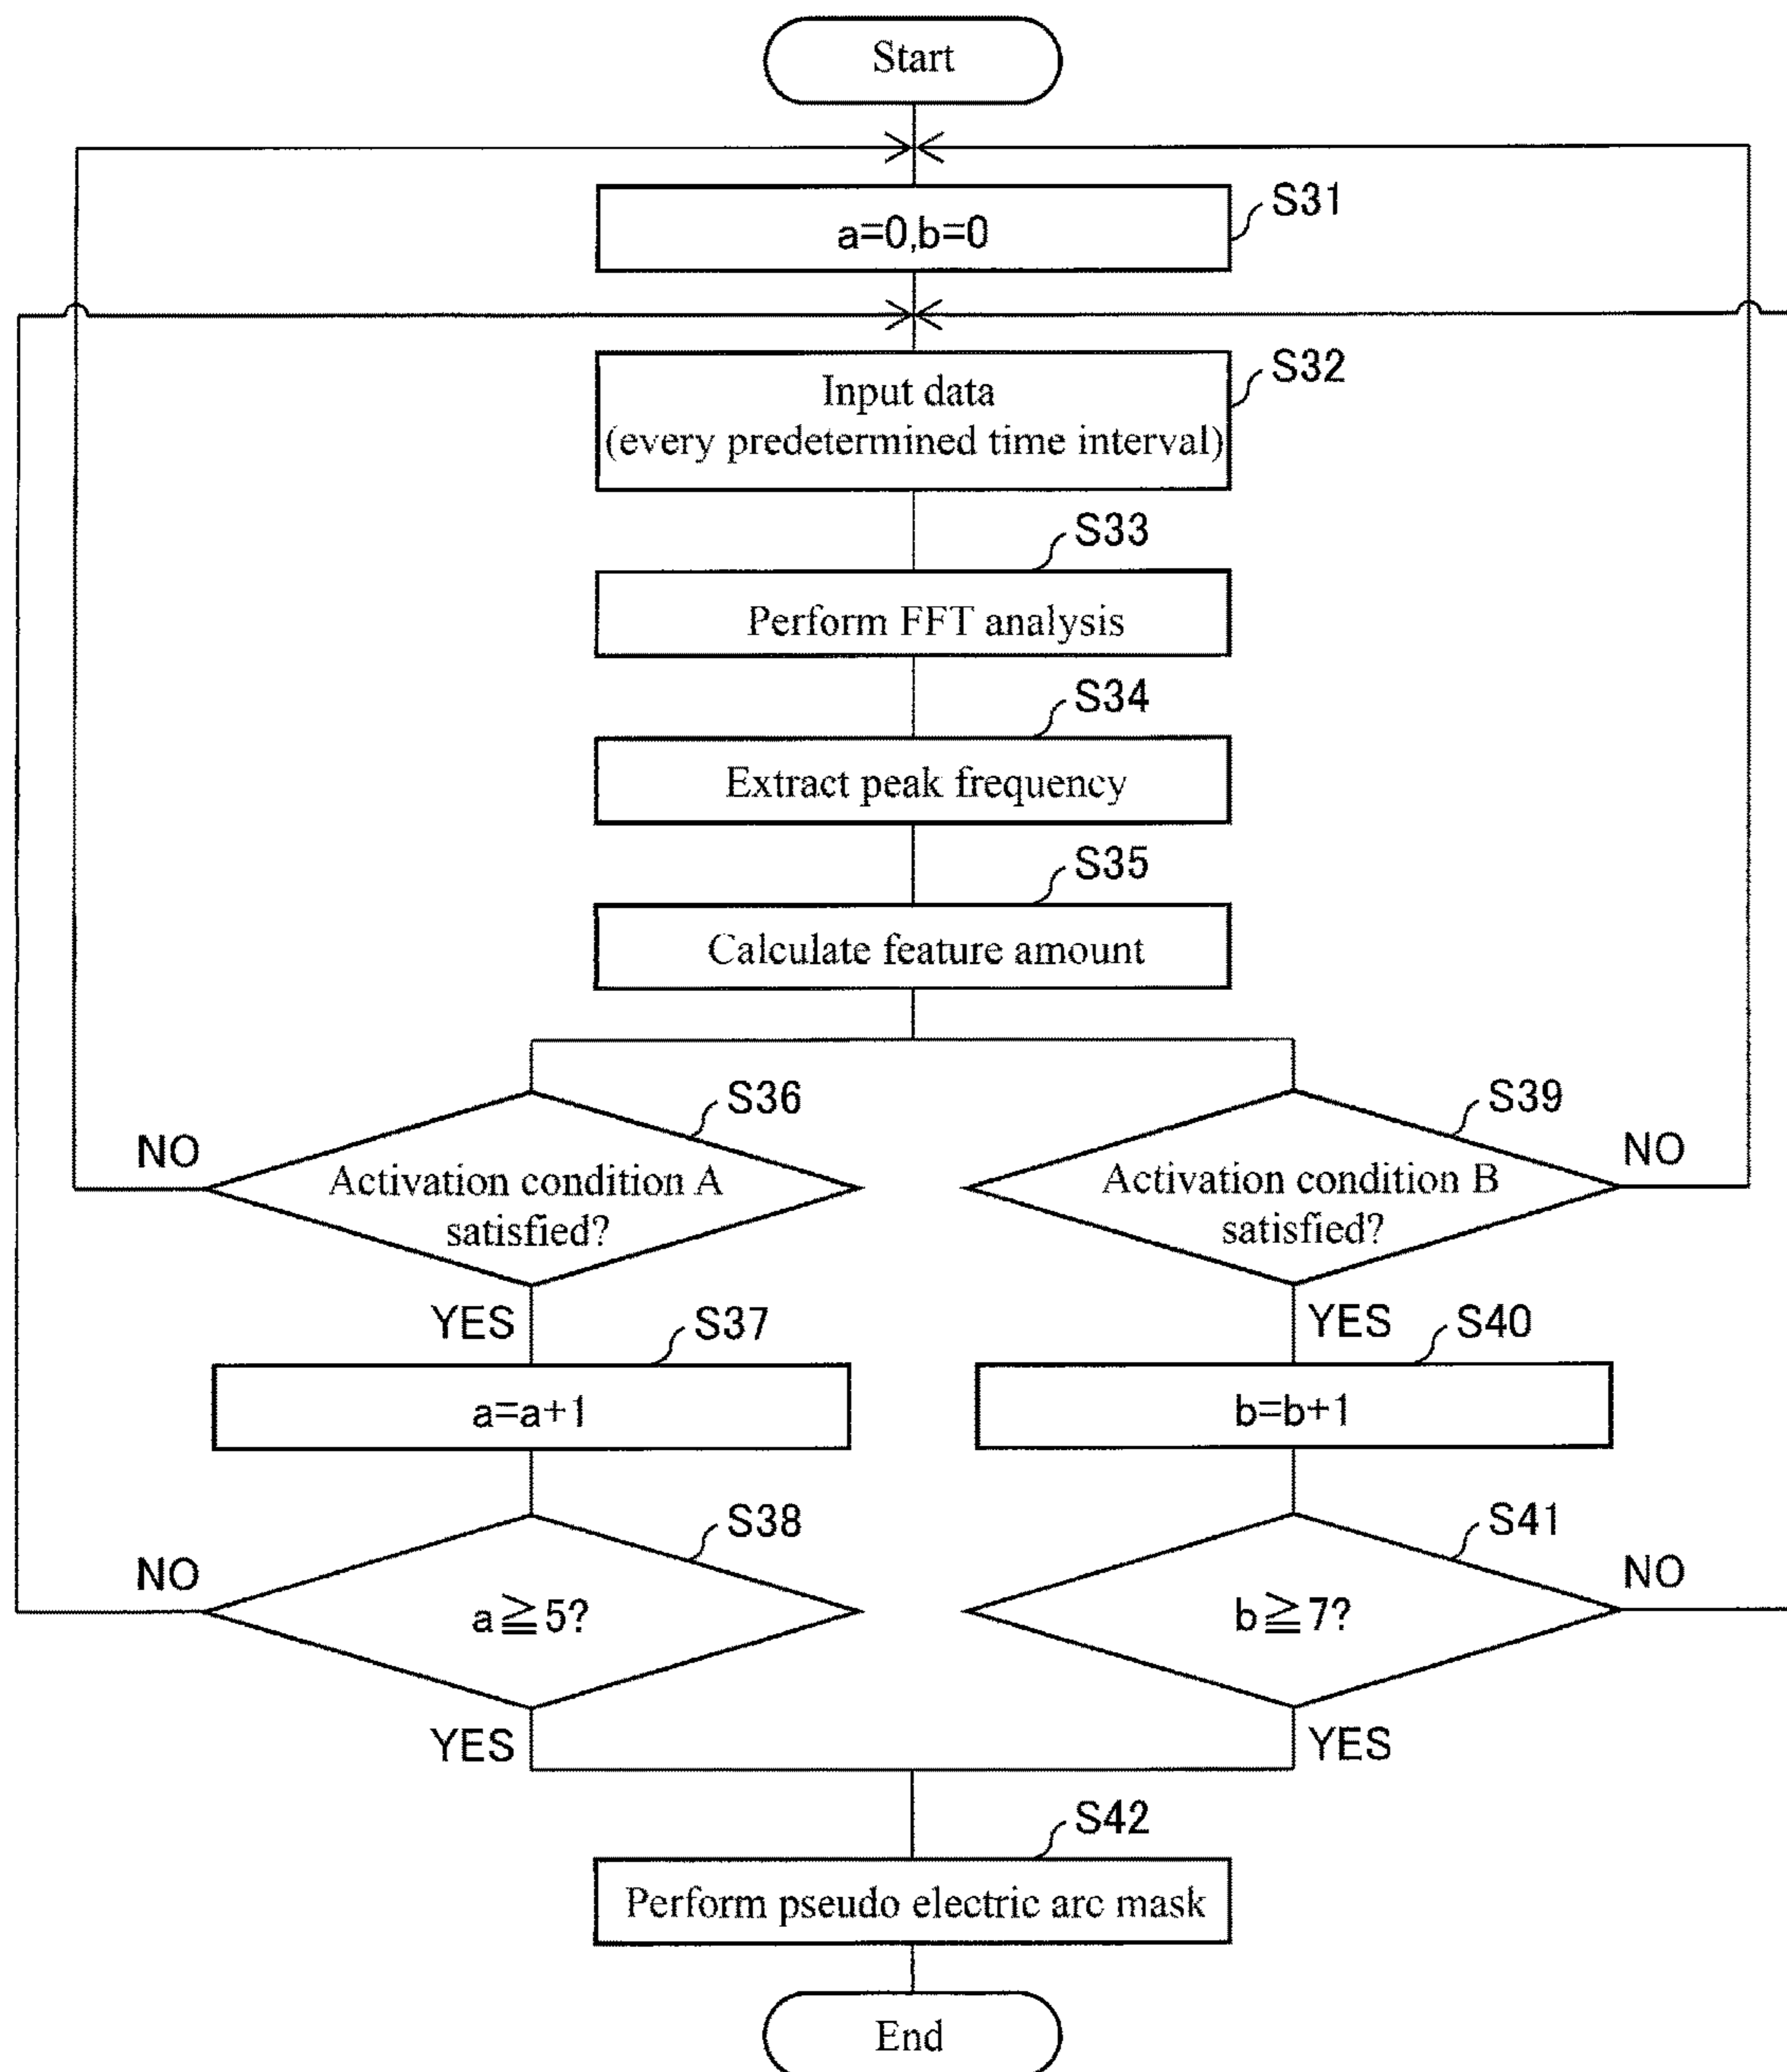 Start
S31
a=0,b=0
S32
Input data
(every predetermined time interval)
S33
Perform FFT analysis
S34
Extract peak frequency
S35
Calculate feature amount
S36
NO
Activation condition A
satisfied?
YES
S39
NO
Activation condition B
satisfied?
YES
S37
a=a+1
S40
b=b+1
S38
NO
a≧5?
YES
S41
NO
b≧7?
YES
S42
Perform pseudo electric arc mask
End